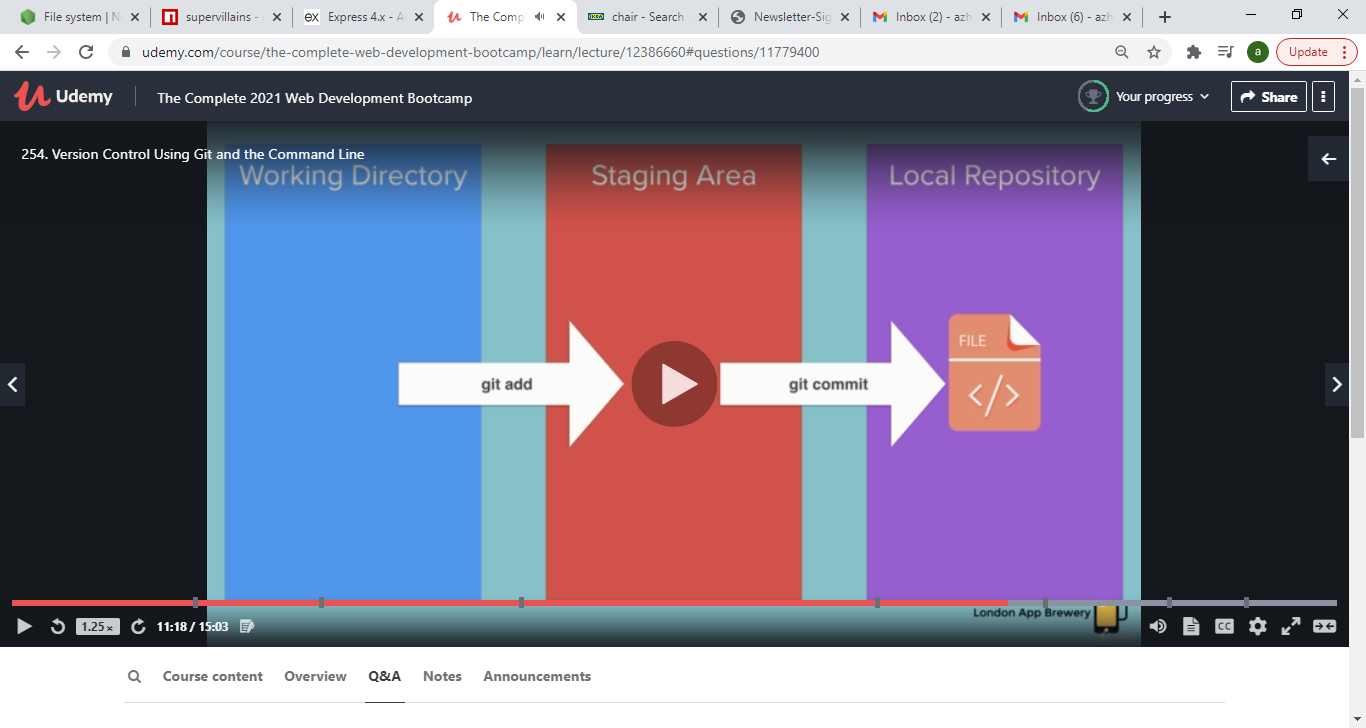 File system | N
supervillains -
ex Express 4.x - A
The Comp
IKEA chair - Search
Newsletter-Sig
Inbox (2) - azh
Inbox (6) - azh
udemy.com/course/the-complete-web-development-bootcamp/learn/lecture/12386660#questions/11779400
a
Update
Udemy
The Complete 2021 Web Development Bootcamp
Your progress
Share
254. Version Control Using Git and the Command Line
Working Directory
Staging Area
Local Repository
FILE
git add
git commit
</>
London App Brewery
1.25x
11:18 / 15:03
CC
Course content
Overview
Q&A
Notes
Announcements